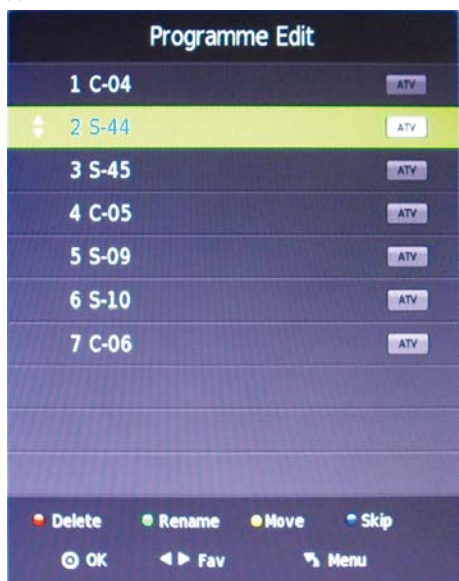 Programme Edit
1 C-04 ATV
2 S-44 ATV
3 S-45 ATV
4 C-05 ATV
5 S-09 ATV
6 S-10 ATV
7 C-06 ATV
Delete Rename Move Skip
OK Fav Menu